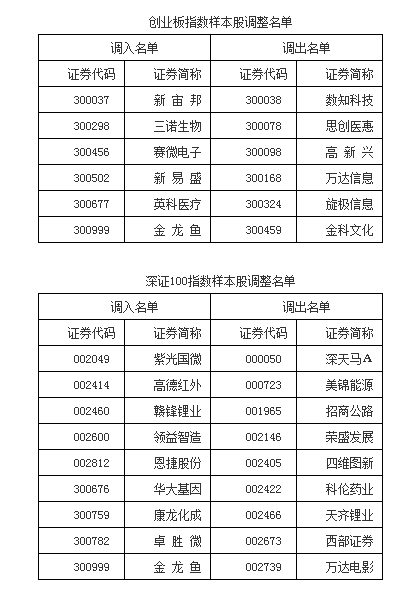 创业板指数样本股调整名单
调入名单 调出名单
证券代码 证券简称 证券代码 证券简称
300037 新 宙 邦 300038 数知科技
300298 三诺生物 300078 思创医惠
300456 赛微电子 300098 高 新 兴
300502 新 易 盛 300168 万达信息
300677 英科医疗 300324 旋极信息
300999 金 龙 鱼 300459 金科文化
深证100指数样本股调整名单
调入名单 调出名单
证券代码 证券简称 证券代码 证券简称
002049 紫光国微 000050 深天马A
002414 高德红外 000723 美锦能源
002460 赣锋锂业 001965 招商公路
002600 领益智造 002146 荣盛发展
002812 恩捷股份 002405 四维图新
300676 华大基因 002422 科伦药业
300759 康龙化成 002466 天齐锂业
300782 卓 胜 微 002673 西部证券
300999 金 龙 鱼 002739 万达电影